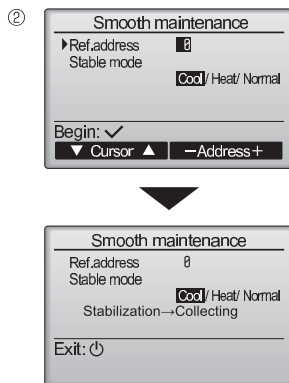 ②
Smooth maintenance
Ref.address 0
Stable mode
Cool / Heat/ Normal
Begin: ✓
▼ Cursor ▲ −Address+
Smooth maintenance
Ref.address 0
Stable mode
Cool / Heat/ Normal
Stabilization→Collecting
Exit: ⏻